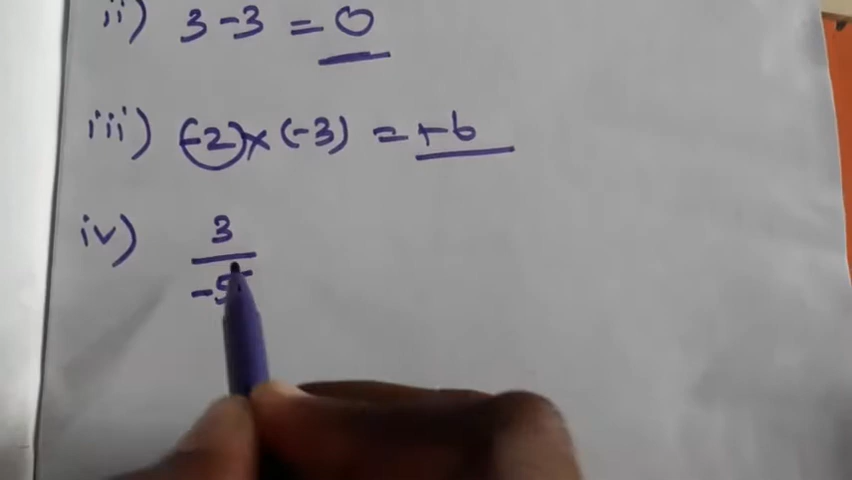 ii) 3 - 3 = 0
iii) (-2) × (-3) = +6
iv) 3
-5